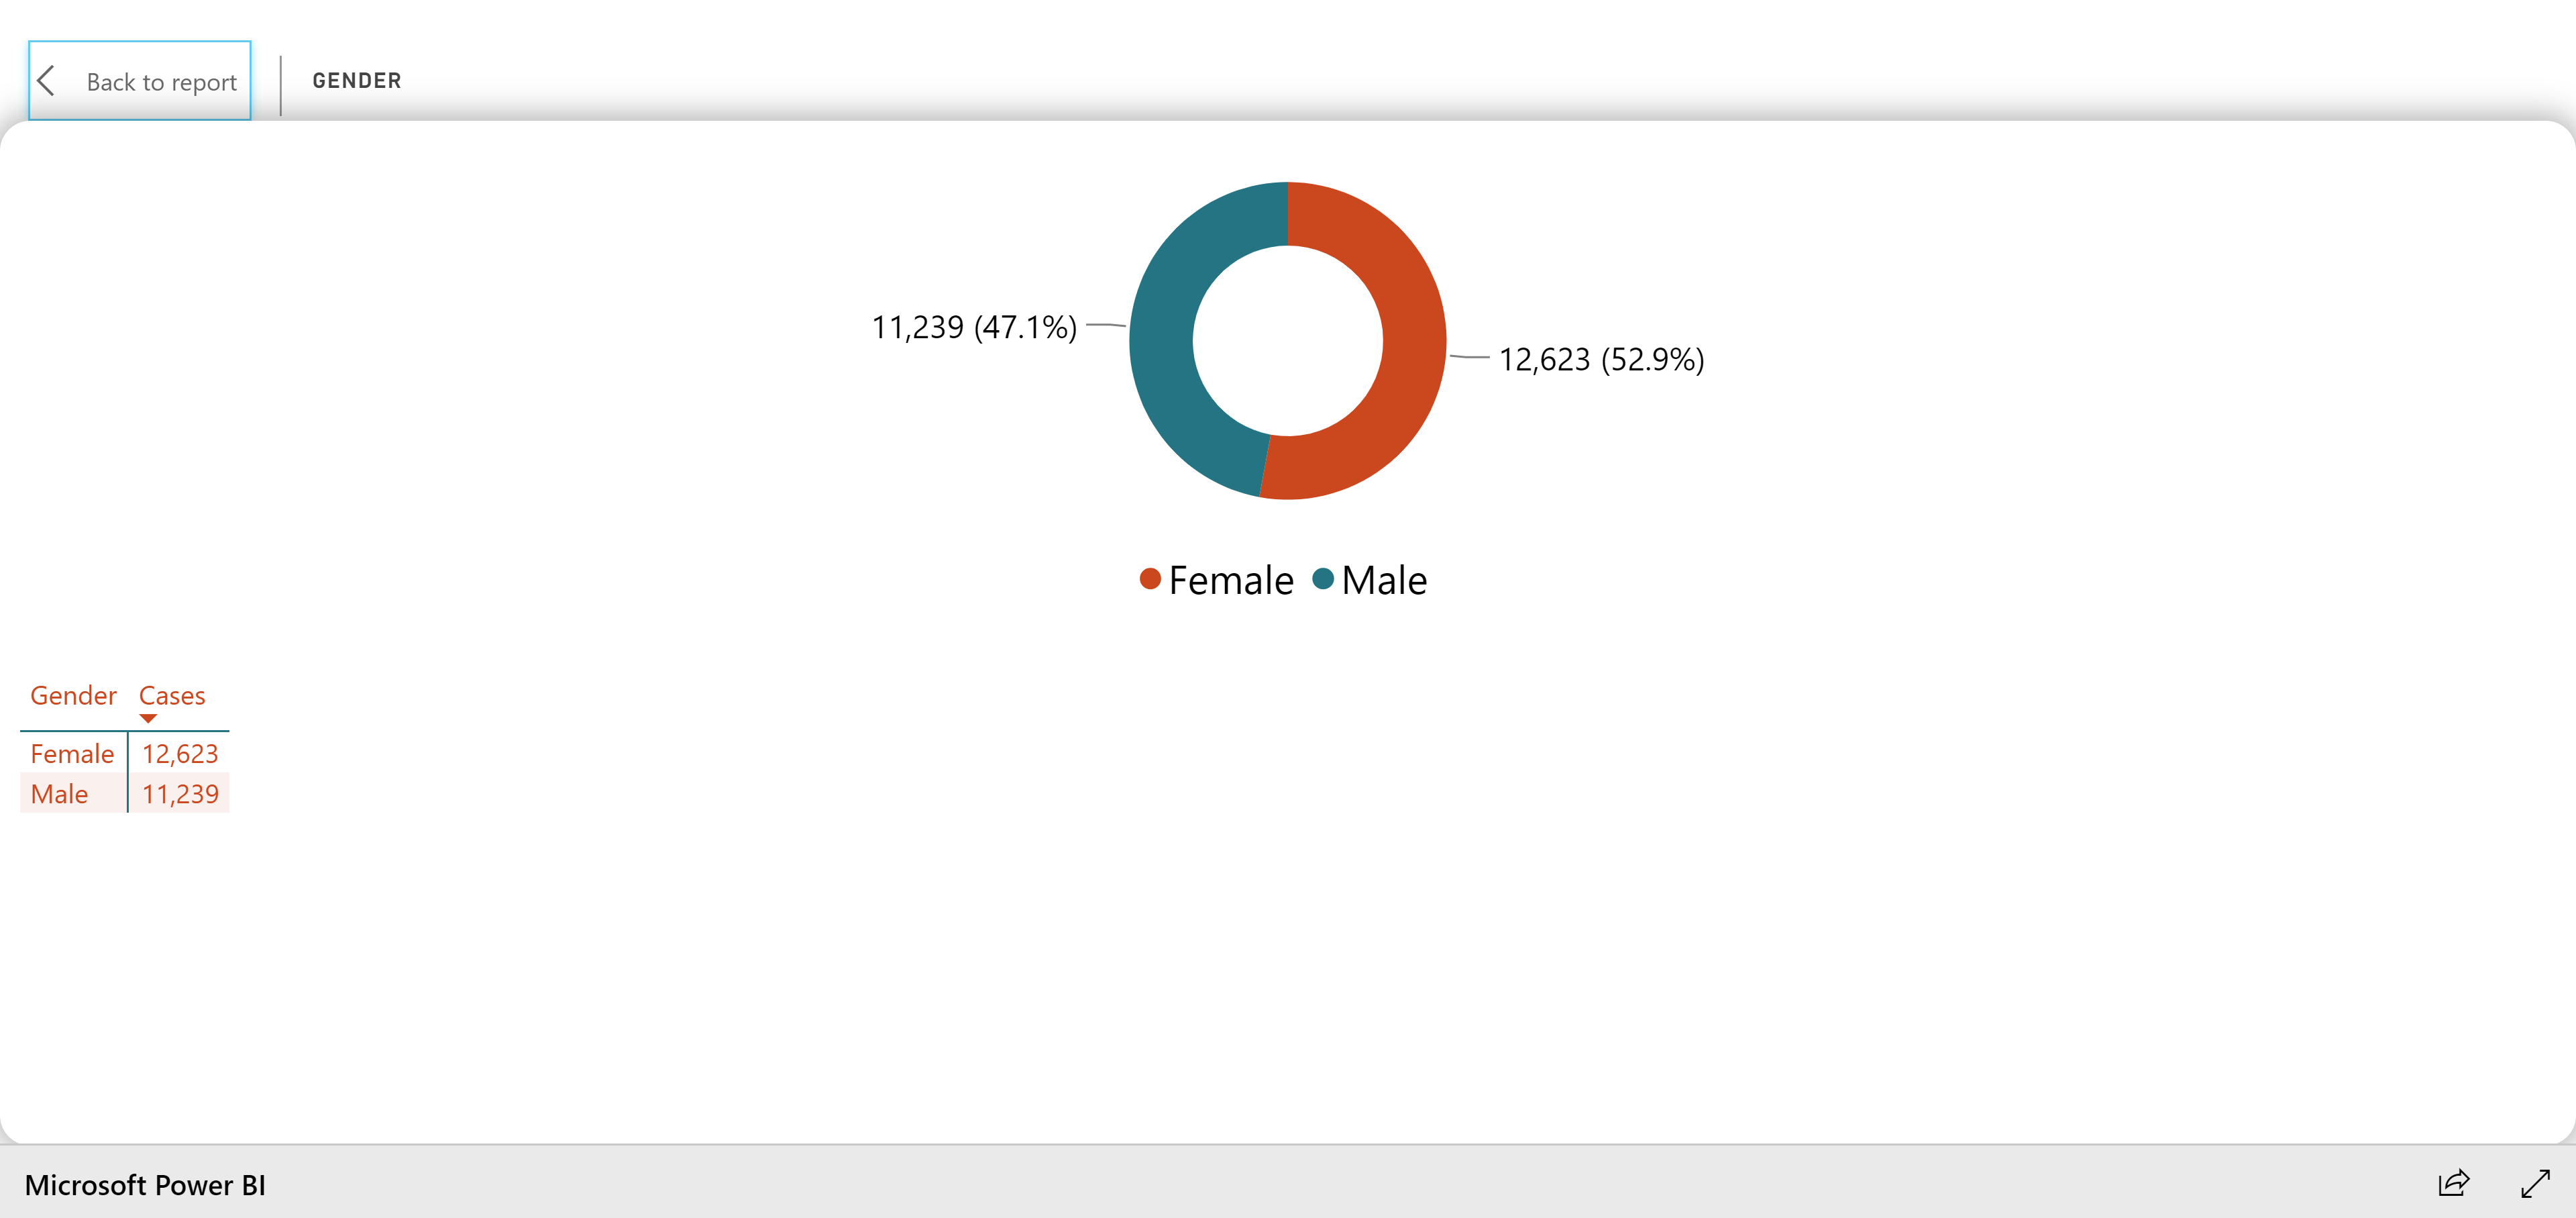 Back to report
GENDER
11,239 (47.1%)
12,623 (52.9%)
Female Male
Gender Cases
Female 12,623
Male 11,239
Microsoft Power BI